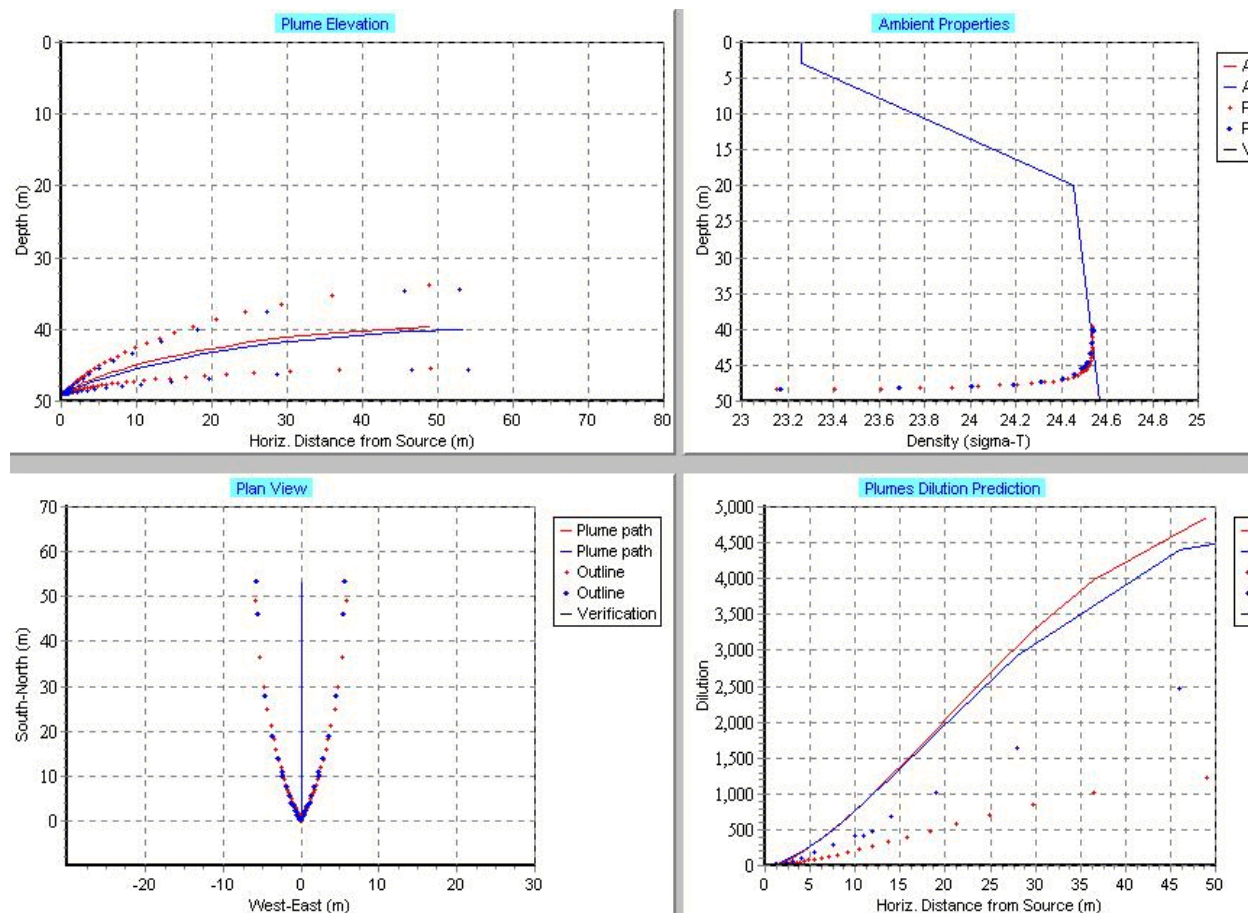 Plume Elevation
0
10
20
30
40
50
Depth (m)
0 10 20 30 40 50 60 70 80
Horiz. Distance from Source (m)
Ambient Properties
0
5
10
15
20
25
30
35
40
45
50
Depth (m)
23 23.2 23.4 23.6 23.8 24 24.2 24.4 24.6 24.8 25
Density (sigma-T)
A
A
P
P
V
Plan View
70
60
50
40
30
20
10
0
South-North (m)
-20 -10 0 10 20 30
West-East (m)
Plume path
Plume path
Outline
Outline
Verification
Plumes Dilution Prediction
5,000
4,500
4,000
3,500
3,000
2,500
2,000
1,500
1,000
500
0
Dilution
0 5 10 15 20 25 30 35 40 45 50
Horiz. Distance from Source (m)